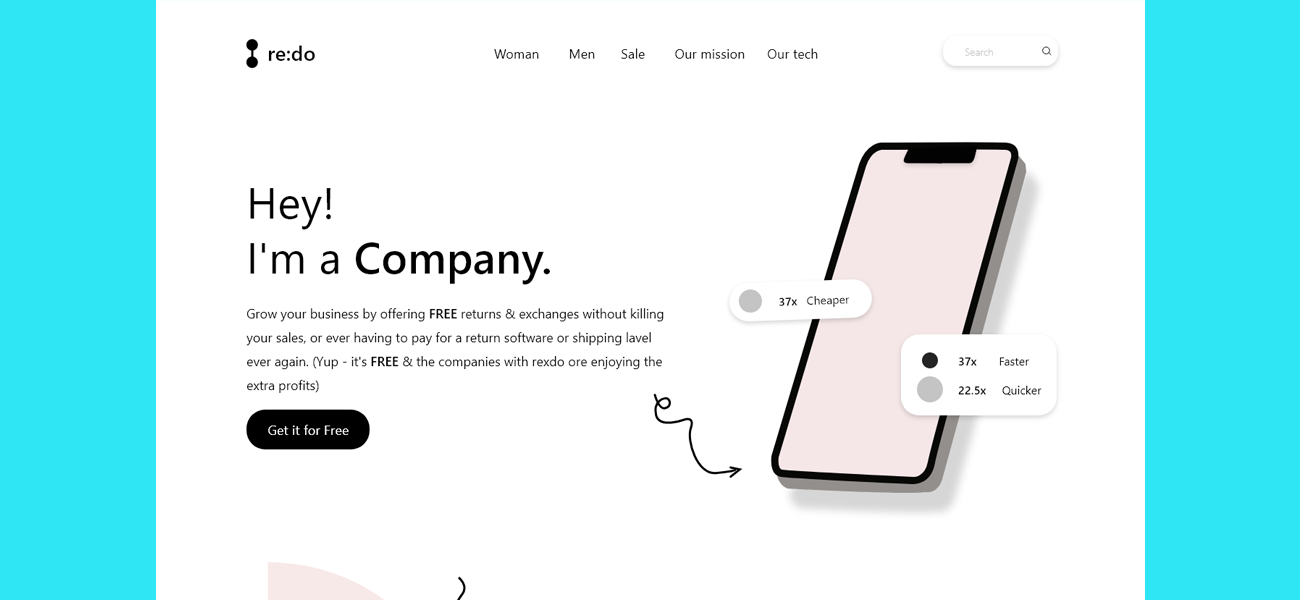 re:do
Woman Men Sale Our mission Our tech
Search
Hey!
I'm a Company.
Grow your business by offering FREE returns & exchanges without killing
your sales, or ever having to pay for a return software or shipping lavel
ever again. (Yup - it's FREE & the companies with rexdo ore enjoying the
extra profits)
Get it for Free
37x Cheaper
37x Faster
22.5x Quicker